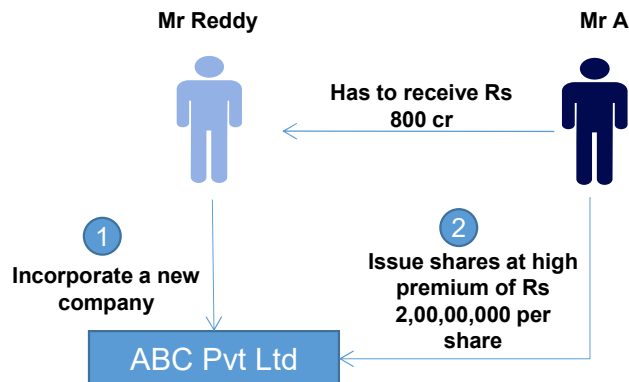 Mr Reddy
Mr A
Has to receive Rs
800 cr
1
Incorporate a new
company
2
Issue shares at high
premium of Rs
2,00,00,000 per
share
ABC Pvt Ltd